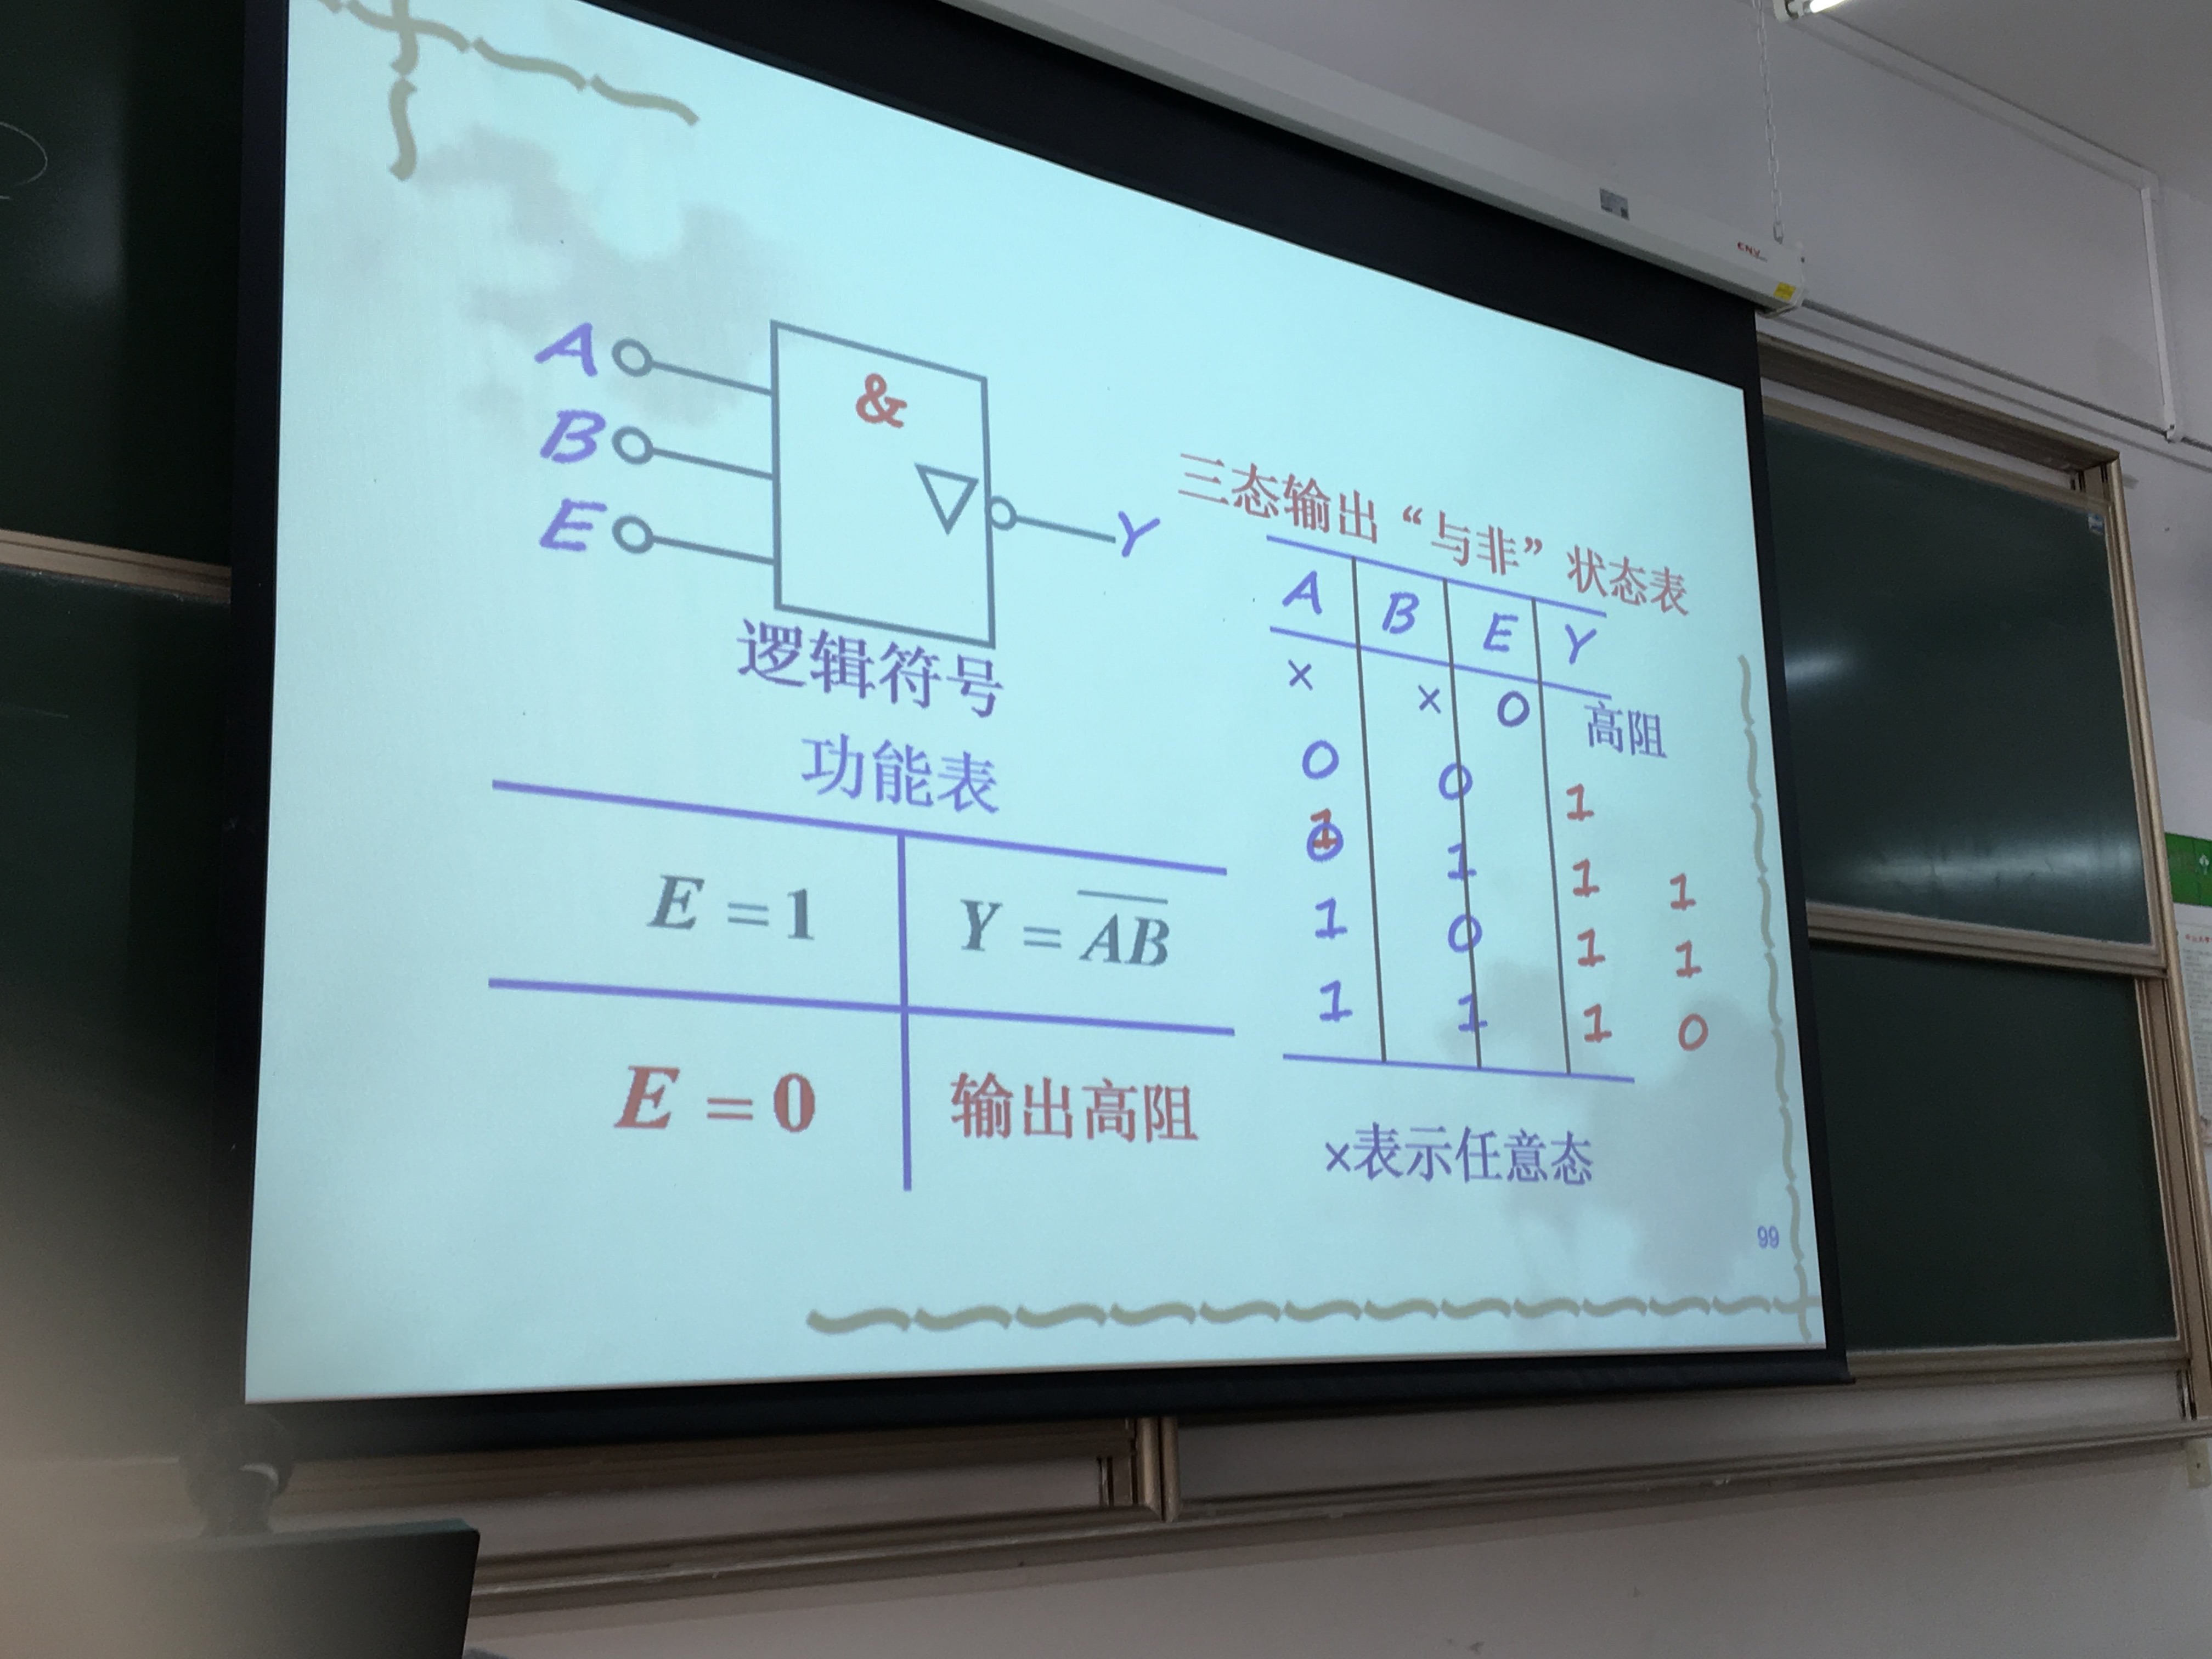 A
B
E
&
Y
逻辑符号
功能表
E = 1 Y = \overline{AB}
E = 0 输出高阻
三态输出“与非”状态表
A B E Y
× × 0 高阻
0 0 1
1
0 1 1 1
1 0 1 1
1 1 1 0
×表示任意态
99
CNV